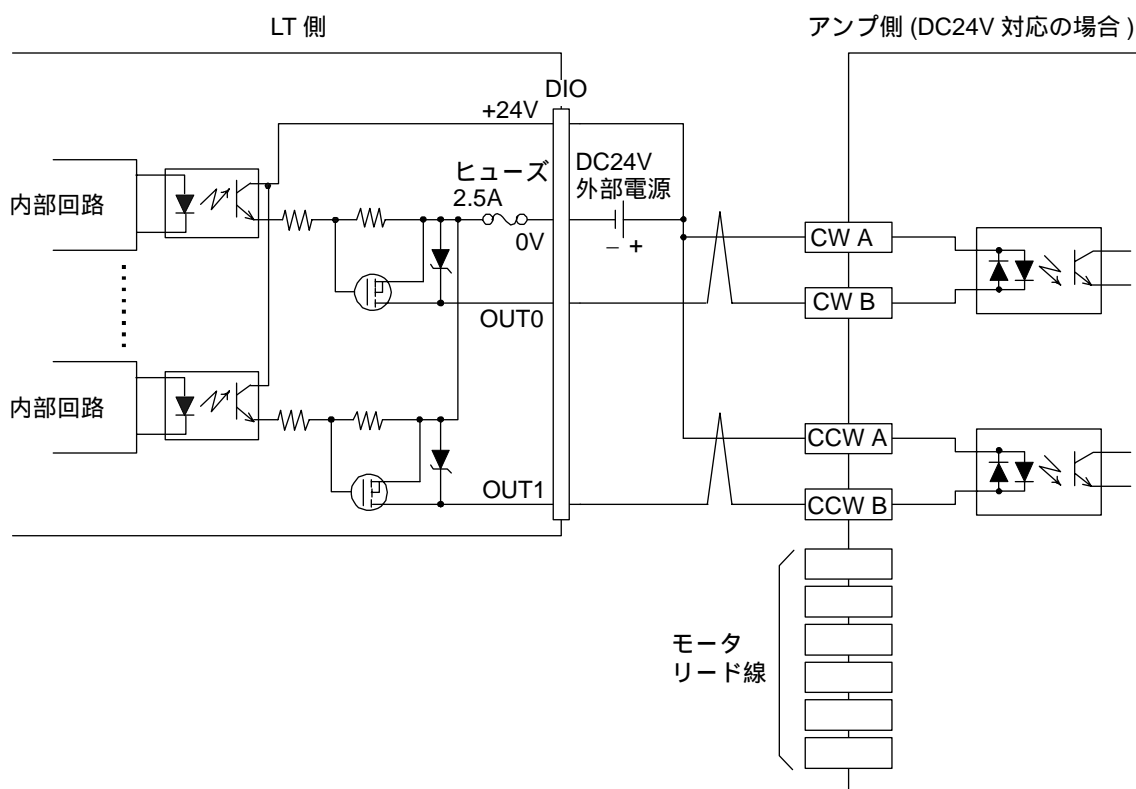 LT 側
アンプ側 (DC24V 対応の場合 )
DIO
+24V
ヒューズ
2.5A
DC24V
外部電源
内部回路
0V
– +
CW A
CW B
OUT0
内部回路
CCW A
OUT1
CCW B
モータ
リード線